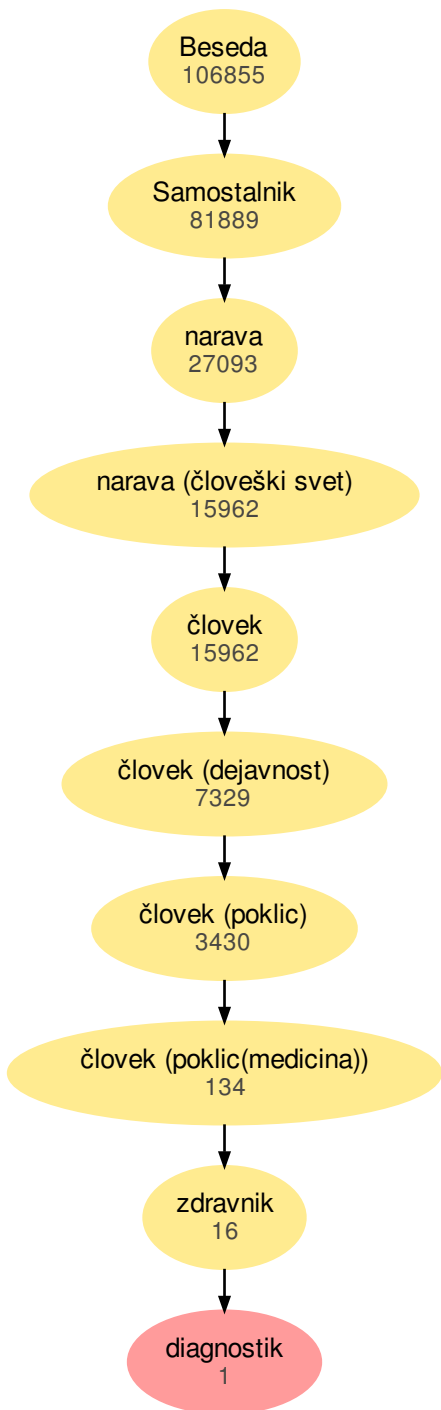 Beseda
106855
Samostalnik
81889
narava
27093
narava (človeški svet)
15962
človek
15962
človek (dejavnost)
7329
človek (poklic)
3430
človek (poklic(medicina))
134
zdravnik
16
diagnostik
1